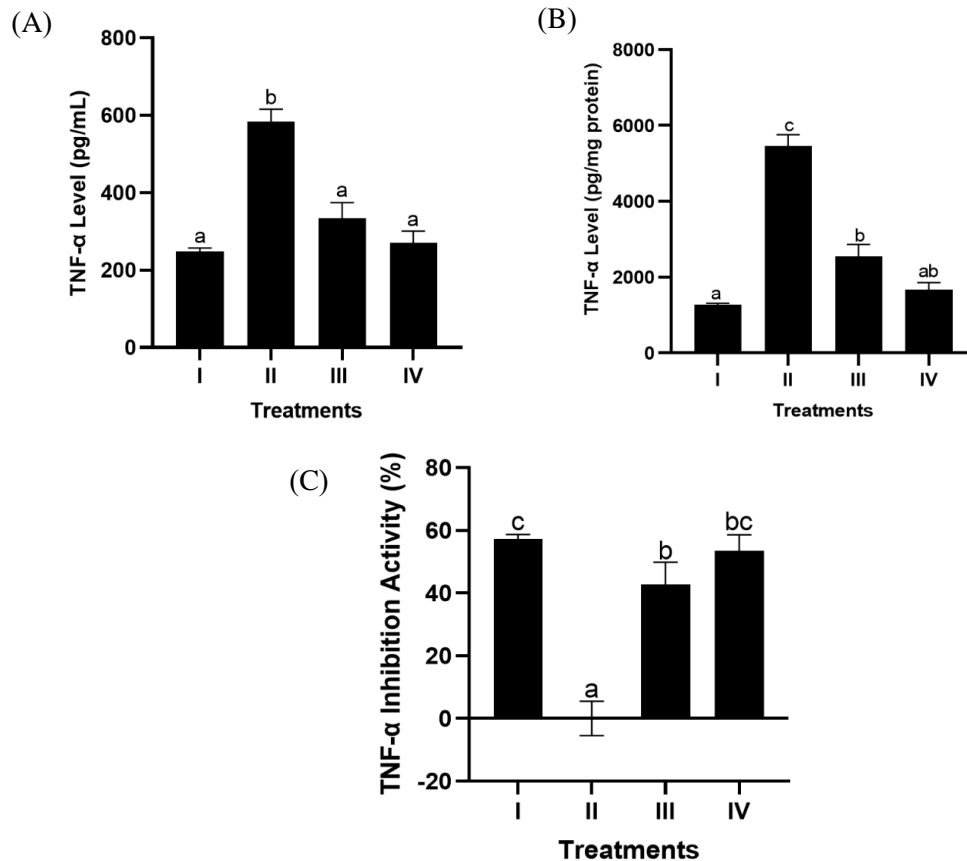 (A)
TNF-α Level (pg/mL)
800
600
400
200
0
a
b
a
a
I II III IV
Treatments
(B)
TNF-α Level (pg/mg protein)
8000
6000
4000
2000
0
a
c
b
ab
I II III IV
Treatments
(C)
TNF-α Inhibition Activity (%)
80
60
40
20
0
-20
c
a
b
bc
I II III IV
Treatments